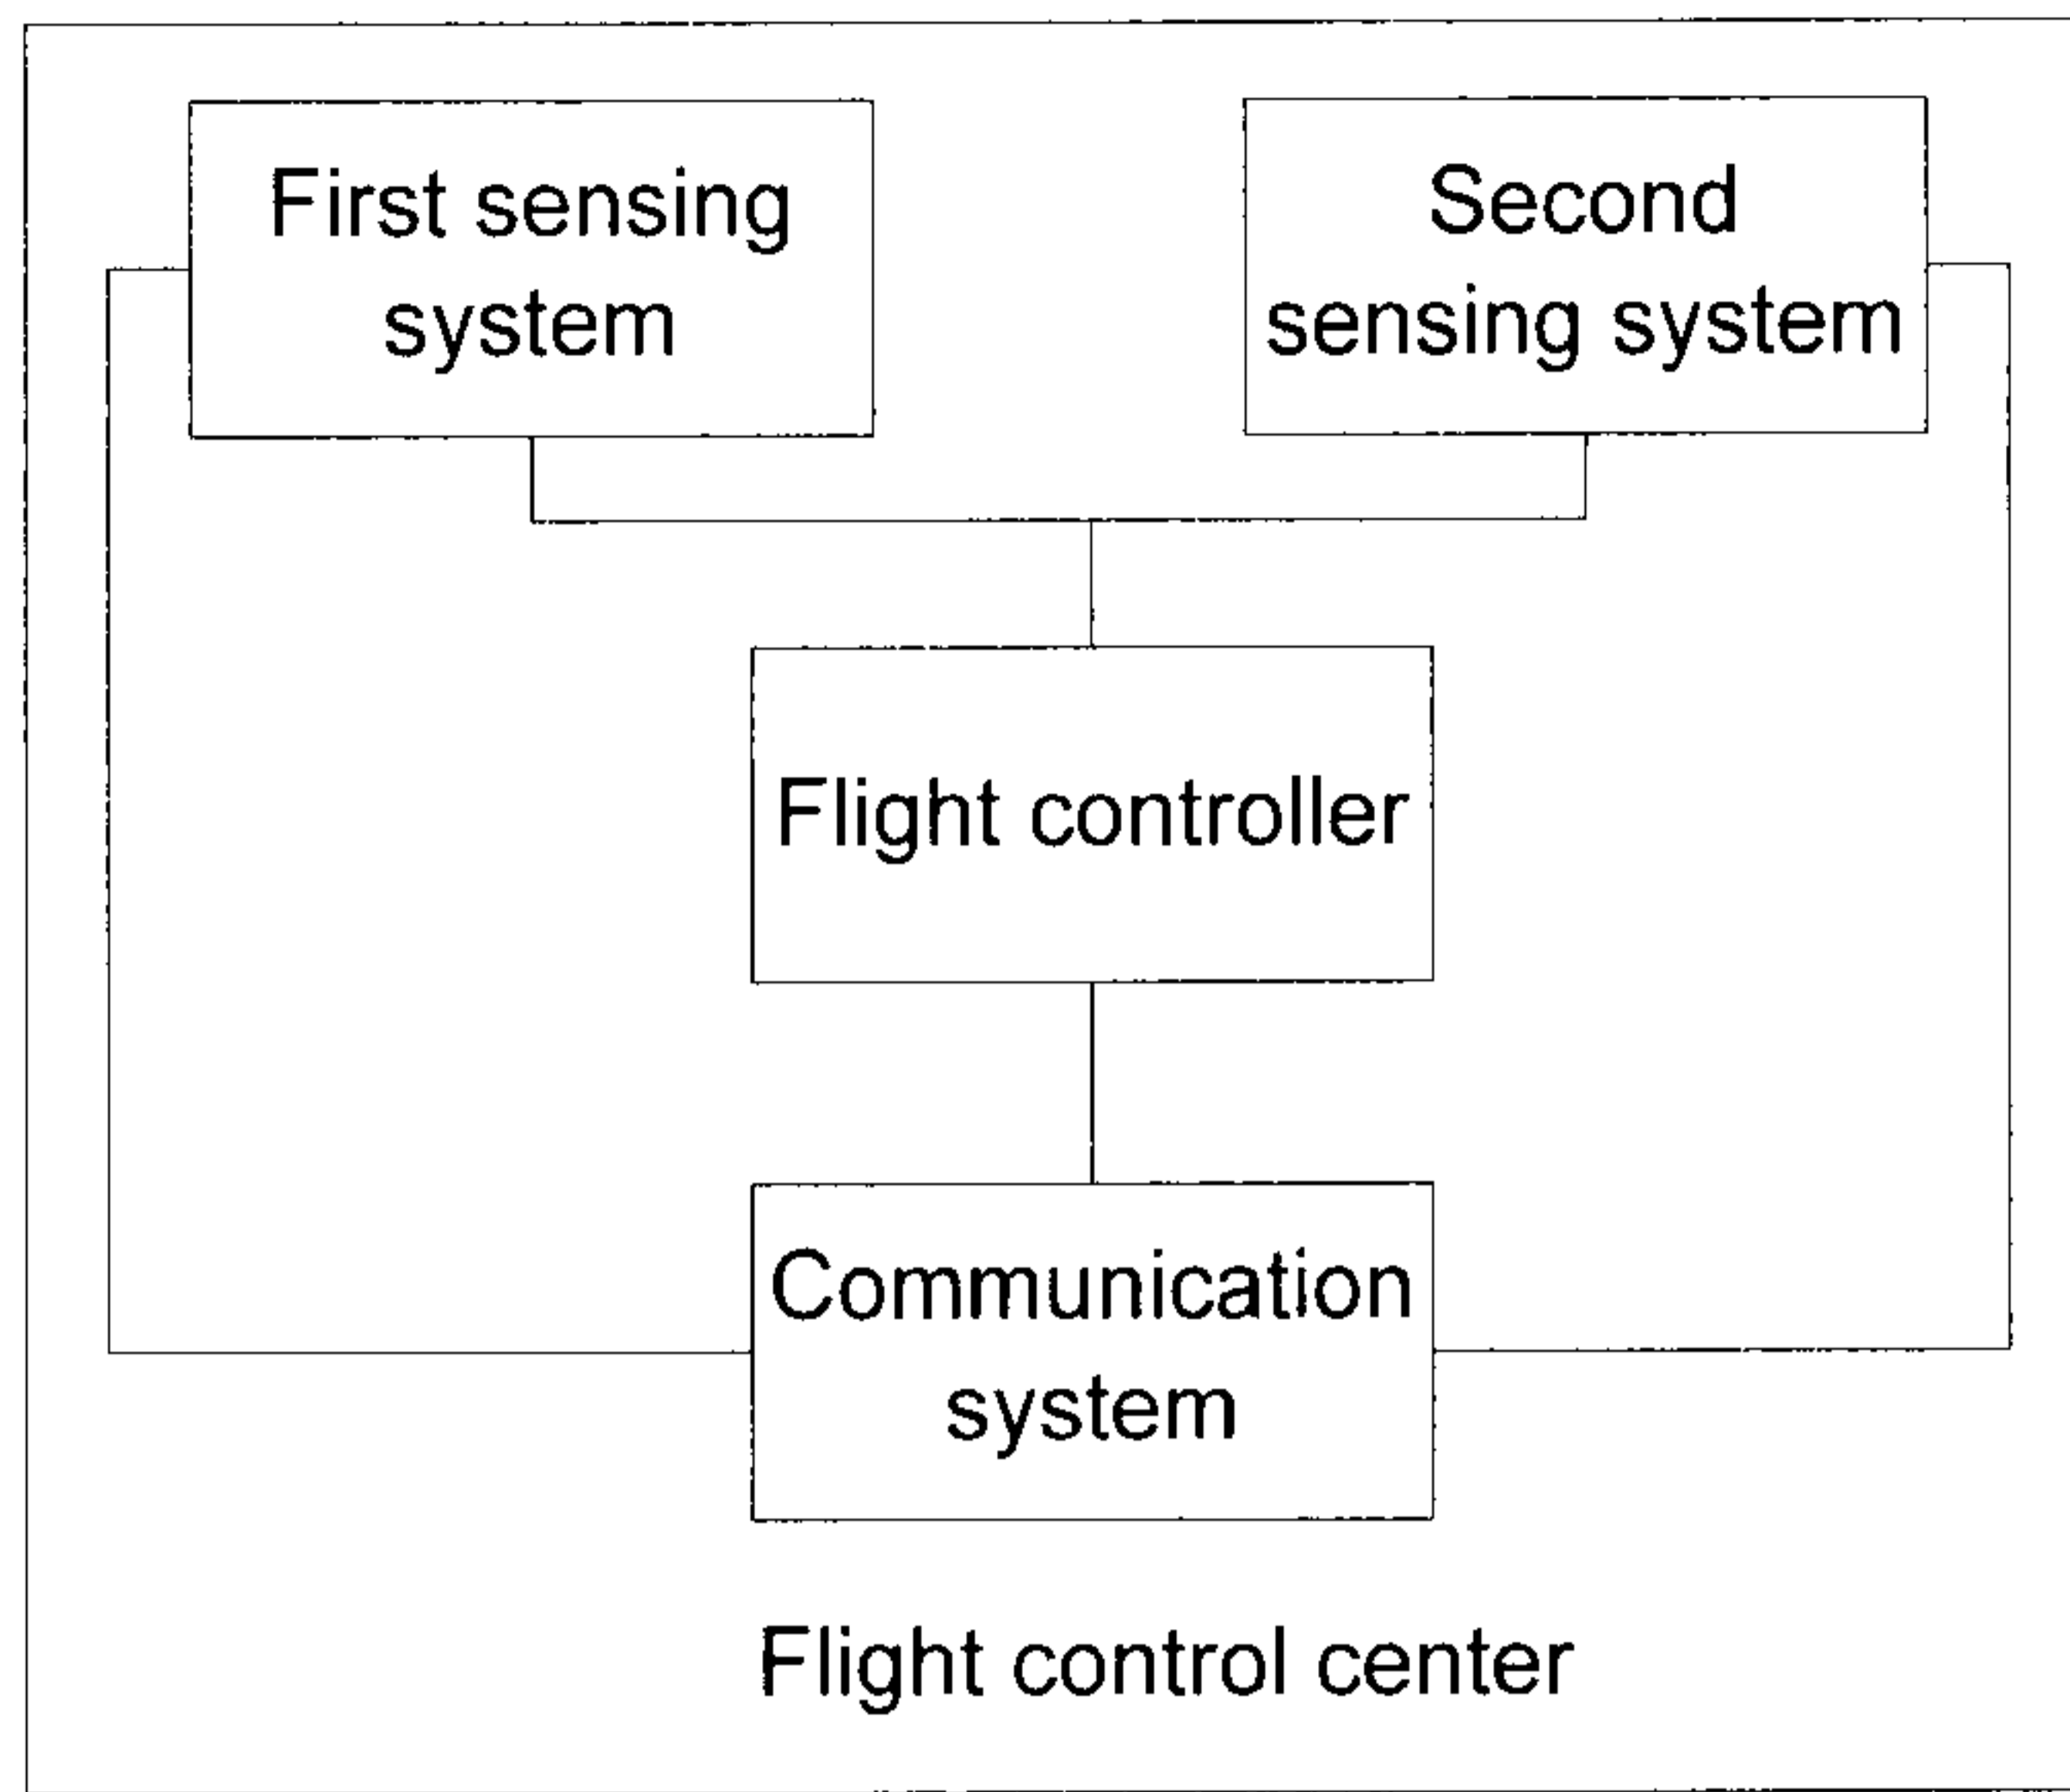 First sensing
system
Second
sensing system
Flight controller
Communication
system
Flight control center